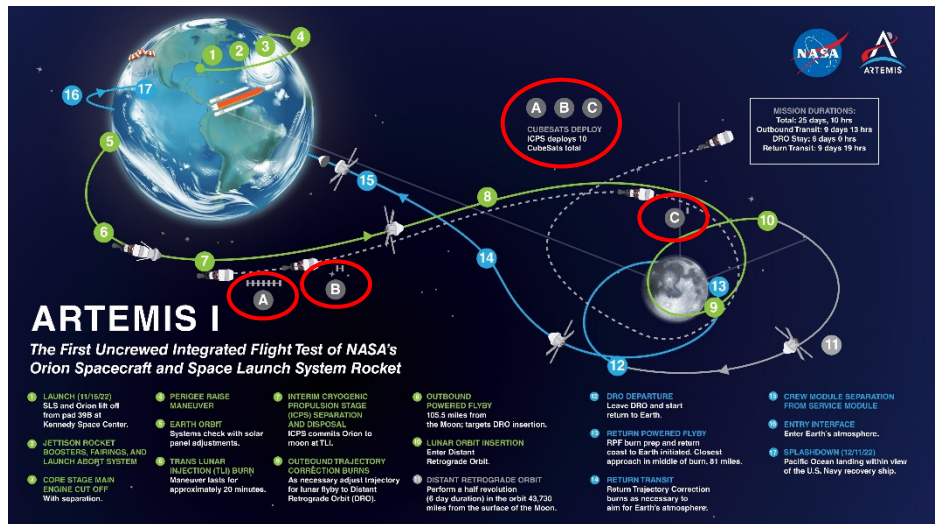 1
2
3
4
5
6
7
8
9
10
11
12
13
14
15
16
17
NASA
ARTEMIS
A B C
CUBESATS DEPLOY
ICPS deploys 10
CubeSats total
MISSION DURATIONS:
Total: 25 days, 10 hrs
Outbound Transit: 9 days 13 hrs
DRO Stay: 6 days 0 hrs
Return Transit: 9 days 19 hrs
A
B
C
ARTEMIS I
The First Uncrewed Integrated Flight Test of NASA's
Orion Spacecraft and Space Launch System Rocket
1 LAUNCH (11/15/22)
SLS and Orion lift off
from pad 39B at
Kennedy Space Center.
2 JETTISON ROCKET
BOOSTERS, FAIRINGS, AND
LAUNCH ABORT SYSTEM
3 CORE STAGE MAIN
ENGINE CUT OFF
With separation.
4 PERIGEE RAISE
MANEUVER
5 EARTH ORBIT
Systems check with solar
panel adjustments.
6 TRANS LUNAR
INJECTION (TLI) BURN
Maneuver lasts for
approximately 20 minutes.
7 INTERIM CRYOGENIC
PROPULSION STAGE
(ICPS) SEPARATION
AND DISPOSAL
ICPS commits Orion to
moon at TLI.
8 OUTBOUND TRAJECTORY
CORRECTION BURNS
As necessary adjust trajectory
for lunar flyby to Distant
Retrograde Orbit (DRO).
9 OUTBOUND
POWERED FLYBY
105.5 miles from
the Moon; targets DRO insertion.
10 LUNAR ORBIT INSERTION
Enter Distant
Retrograde Orbit.
11 DISTANT RETROGRADE ORBIT
Perform a half revolution
(6 day duration) in the orbit 43,730
miles from the surface of the Moon.
12 DRO DEPARTURE
Leave DRO and start
return to Earth.
13 RETURN POWERED FLYBY
RPF burn prep and return
coast to Earth initiated. Closest
approach in middle of burn. 81 miles.
14 RETURN TRANSIT
Return Trajectory Correction
burns as necessary to
aim for Earth's atmosphere.
15 CREW MODULE SEPARATION
FROM SERVICE MODULE
16 ENTRY INTERFACE
Enter Earth's atmosphere.
17 SPLASHDOWN (12/11/22)
Pacific Ocean landing within view
of the U.S. Navy recovery ship.